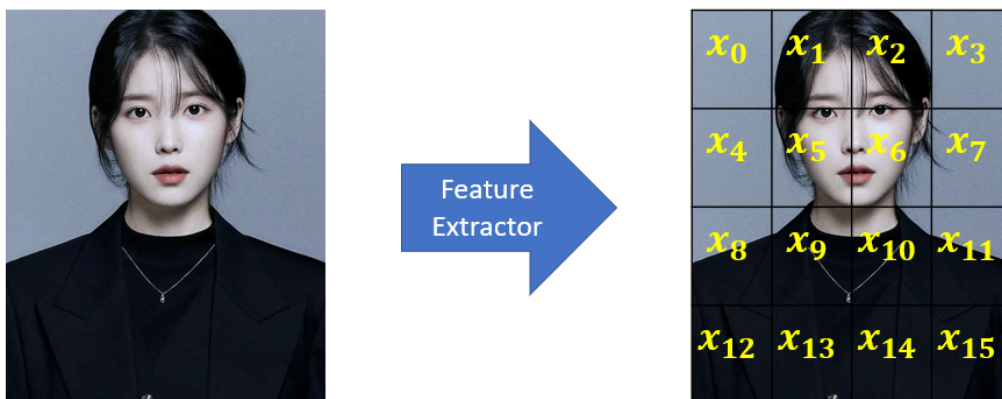 Feature
Extractor
x₀ x₁ x₂ x₃
x₄ x₅ x₆ x₇
x₈ x₉ x₁₀ x₁₁
x₁₂ x₁₃ x₁₄ x₁₅